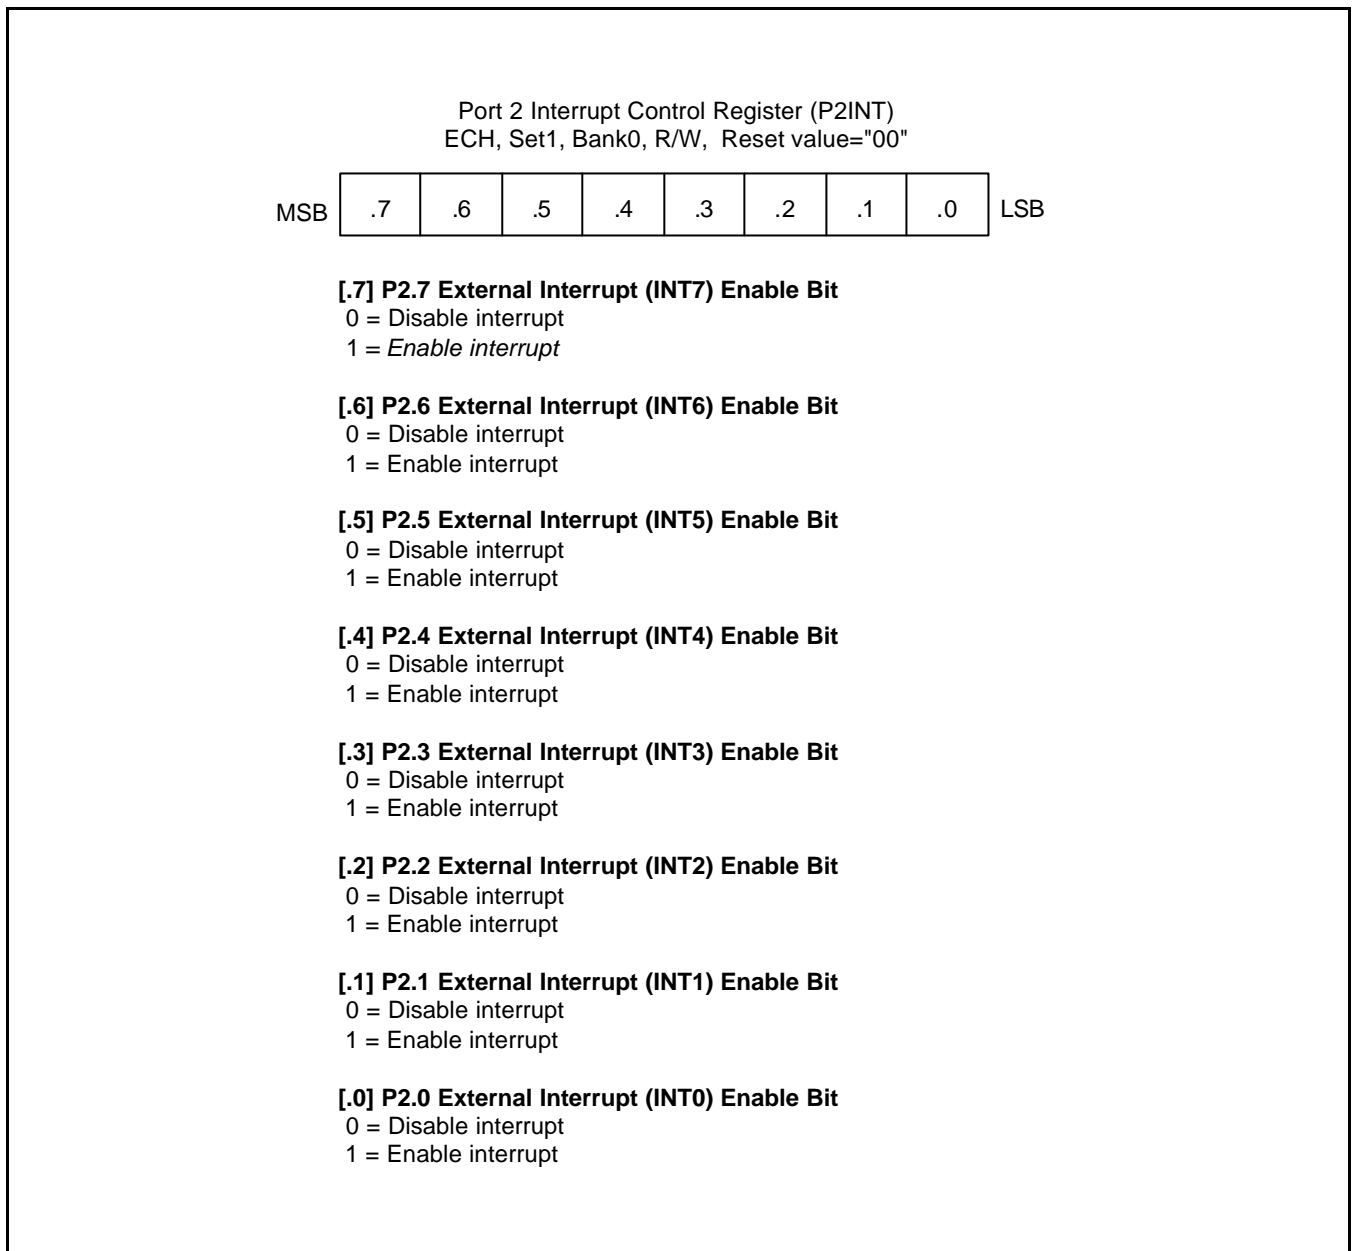 Port 2 Interrupt Control Register (P2INT)
ECH, Set1, Bank0, R/W, Reset value="00"
MSB .7 .6 .5 .4 .3 .2 .1 .0 LSB
[.7] P2.7 External Interrupt (INT7) Enable Bit
0 = Disable interrupt
1 = Enable interrupt
[.6] P2.6 External Interrupt (INT6) Enable Bit
0 = Disable interrupt
1 = Enable interrupt
[.5] P2.5 External Interrupt (INT5) Enable Bit
0 = Disable interrupt
1 = Enable interrupt
[.4] P2.4 External Interrupt (INT4) Enable Bit
0 = Disable interrupt
1 = Enable interrupt
[.3] P2.3 External Interrupt (INT3) Enable Bit
0 = Disable interrupt
1 = Enable interrupt
[.2] P2.2 External Interrupt (INT2) Enable Bit
0 = Disable interrupt
1 = Enable interrupt
[.1] P2.1 External Interrupt (INT1) Enable Bit
0 = Disable interrupt
1 = Enable interrupt
[.0] P2.0 External Interrupt (INT0) Enable Bit
0 = Disable interrupt
1 = Enable interrupt